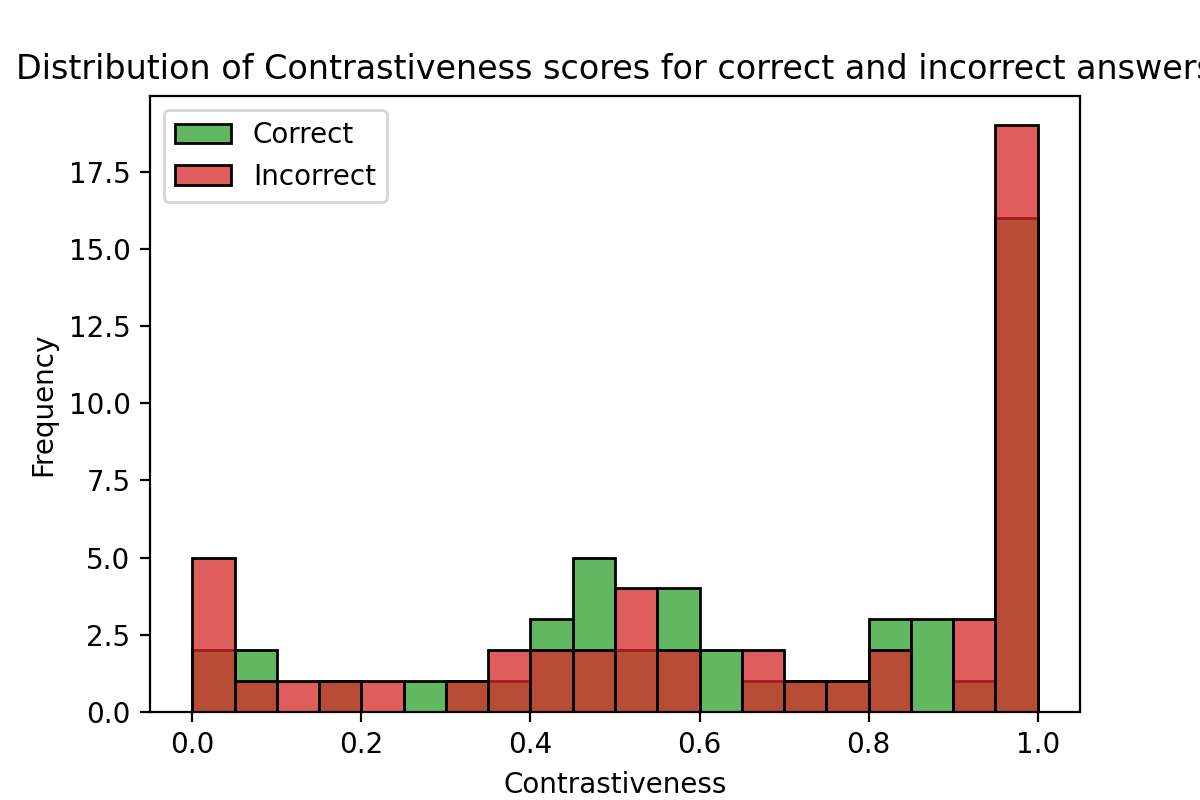 Distribution of Contrastiveness scores for correct and incorrect answers
Correct
Incorrect
17.5
15.0
12.5
10.0
7.5
5.0
2.5
0.0
Frequency
0.0 0.2 0.4 0.6 0.8 1.0
Contrastiveness